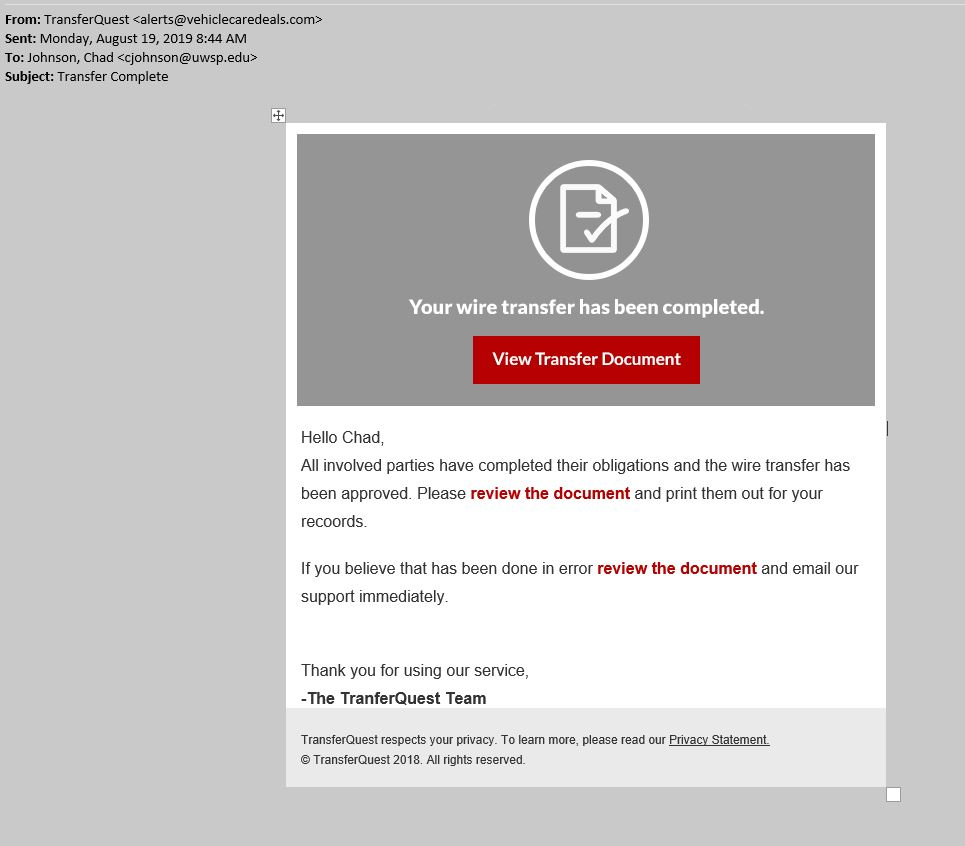 From: TransferQuest <alerts@vehiclecaredeals.com>
Sent: Monday, August 19, 2019 8:44 AM
To: Johnson, Chad <cjohnson@uwsp.edu>
Subject: Transfer Complete
Your wire transfer has been completed.
View Transfer Document
Hello Chad,
All involved parties have completed their obligations and the wire transfer has
been approved. Please review the document and print them out for your
recoords.
If you believe that has been done in error review the document and email our
support immediately.
Thank you for using our service,
-The TranferQuest Team
TransferQuest respects your privacy. To learn more, please read our Privacy Statement.
© TransferQuest 2018. All rights reserved.